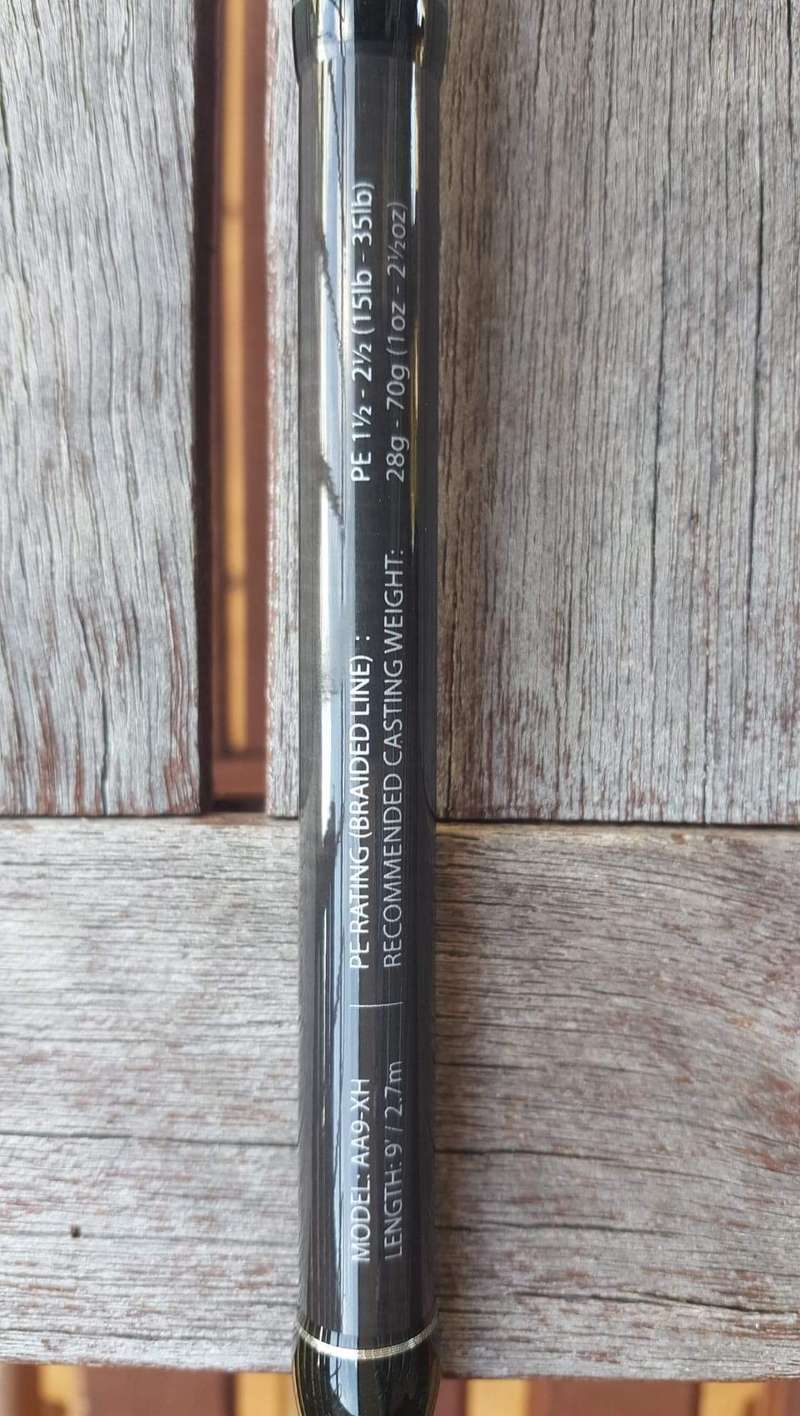 MODEL: AA9-XH | PE RATING (BRAIDED LINE) : PE 1½ - 2½ (15lb - 35lb)
LENGTH: 9' / 2.7m | RECOMMENDED CASTING WEIGHT: 28g - 70g (1oz - 2½oz)